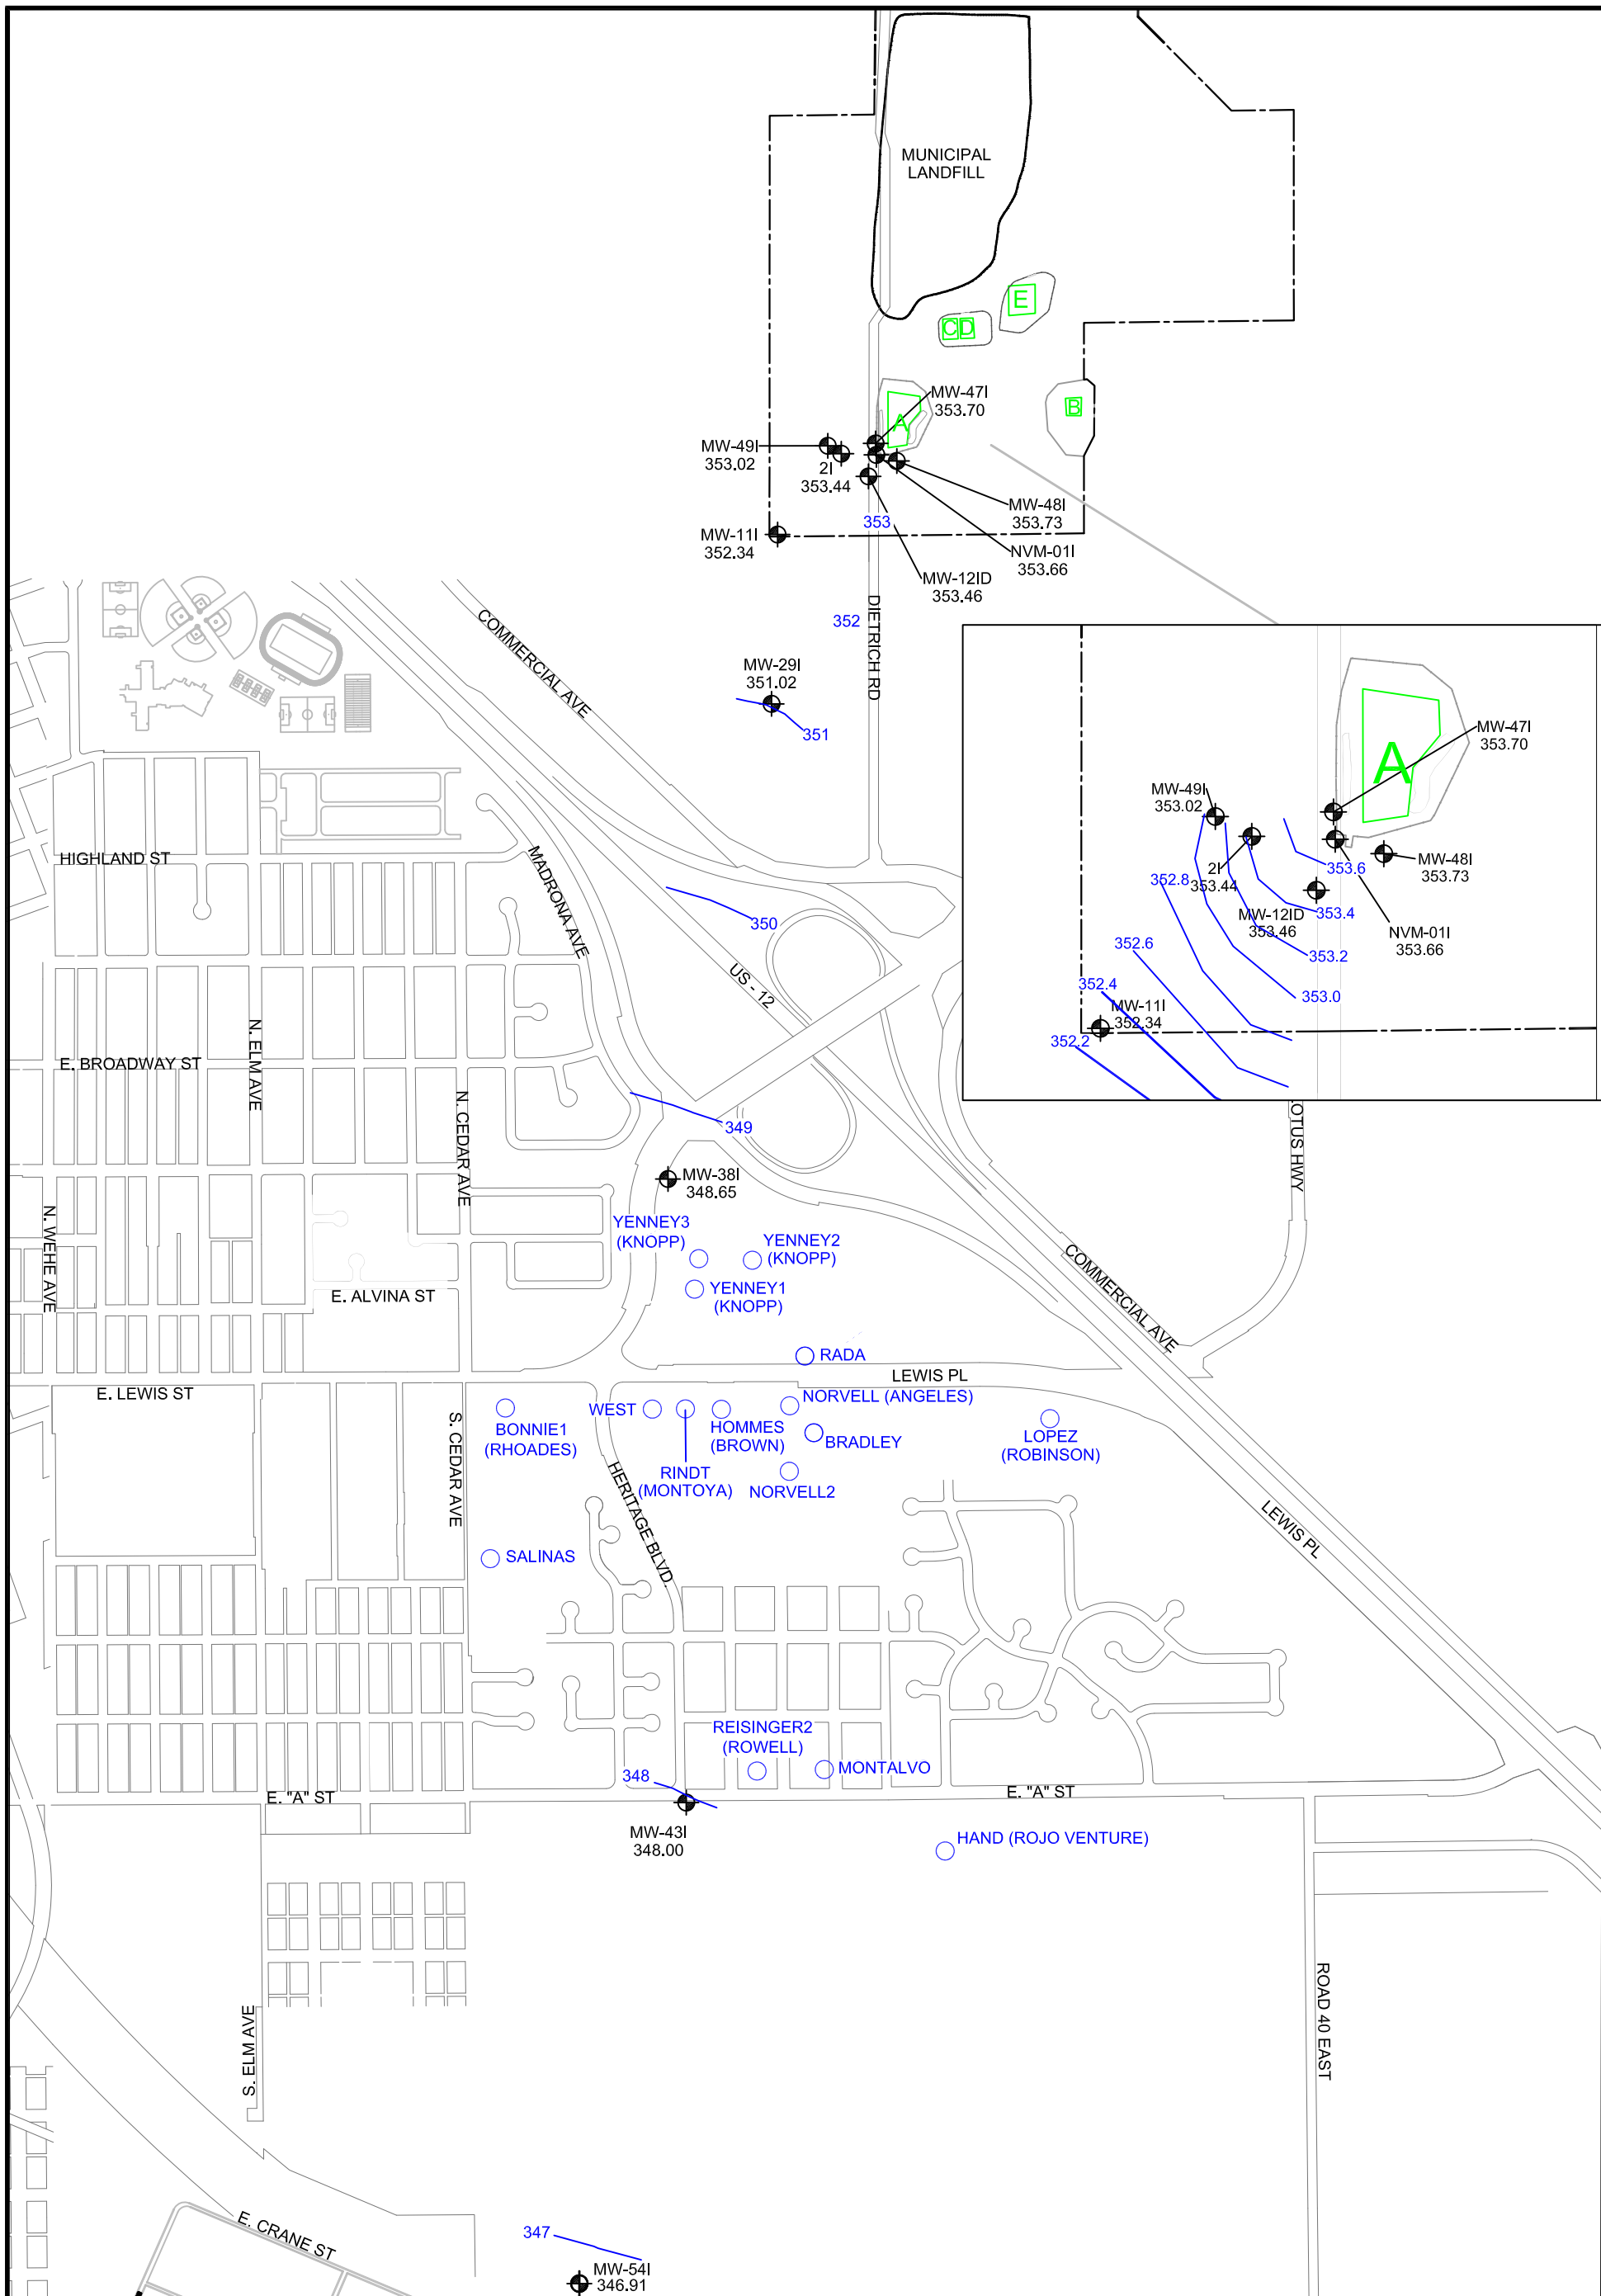 MUNICIPAL
LANDFILL
E
C D
B
A
MW-47I
353.70
MW-49I
353.02
2I
353.44
MW-48I
353.73
353
MW-11I
352.34
NVM-01I
353.66
MW-12ID
353.46
DIETRICH RD
352
COMMERCIAL AVE
MW-29I
351.02
351
MW-47I
353.70
A
MW-49I
353.02
2I
353.44
353.6
MW-48I
353.73
352.8
MW-12ID
353.46
353.4
NVM-01I
353.66
352.6
353.2
352.4
353.0
MW-11I
352.34
352.2
HIGHLAND ST
MADRONA AVE
350
US - 12
N. ELM AVE
E. BROADWAY ST
N. CEDAR AVE
349
OTUS HWY
MW-38I
348.65
N. WEHE AVE
YENNEY3
(KNOPP)
YENNEY2
(KNOPP)
YENNEY1
(KNOPP)
E. ALVINA ST
COMMERCIAL AVE
RADA
LEWIS PL
E. LEWIS ST
NORVELL (ANGELES)
WEST
BONNIE1
(RHOADES)
HOMMES
(BROWN)
BRADLEY
LOPEZ
(ROBINSON)
S. CEDAR AVE
RINDT
(MONTOYA)
NORVELL2
HERITAGE BLVD.
LEWIS PL
SALINAS
REISINGER2
(ROWELL)
MONTALVO
348
E. "A" ST
E. "A" ST
MW-43I
348.00
HAND (ROJO VENTURE)
ROAD 40 EAST
S. ELM AVE
E. CRANE ST
347
MW-54I
346.91